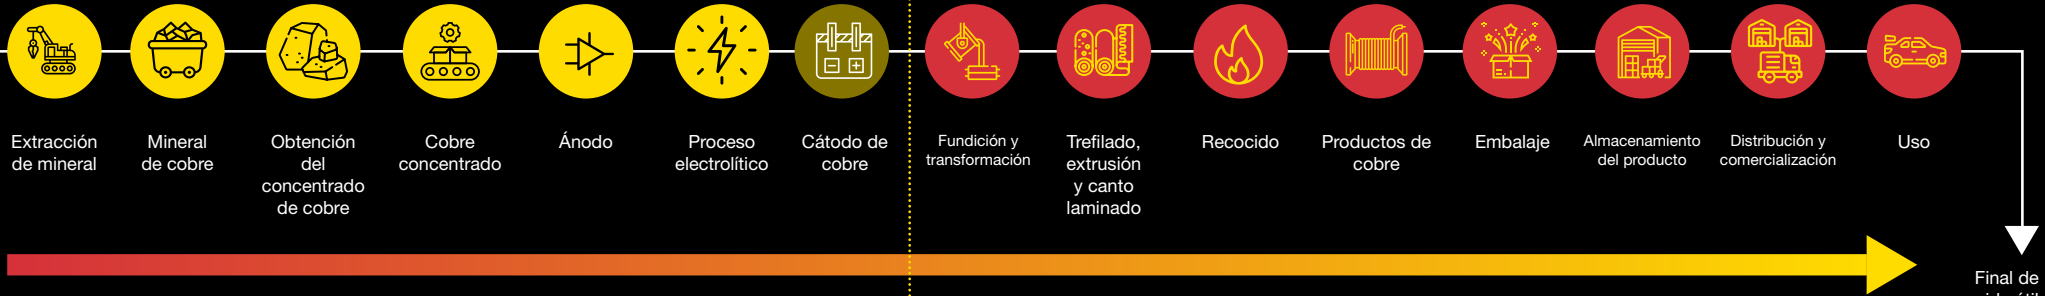 Extracción
de mineral
Mineral
de cobre
Obtención
del
concentrado
de cobre
Cobre
concentrado
Ánodo
Proceso
electrolítico
Cátodo de
cobre
Fundición y
transformación
Trefilado,
extrusión
y canto
laminado
Recocido
Productos de
cobre
Embalaje
Almacenamiento
del producto
Distribución y
comercialización
Uso
Final de